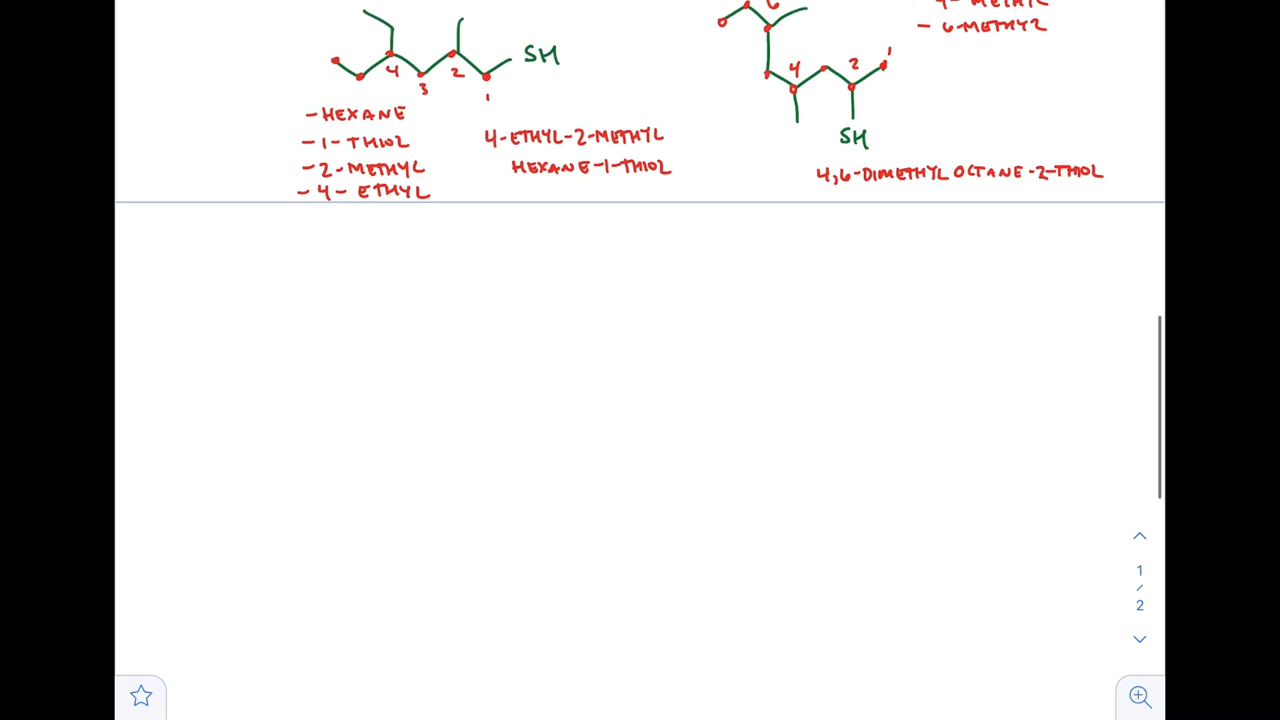 - 6-METHYL
6
SH
4
3
2
1
- HEXANE
- 1 - THIOL
- 2 - METHYL
- 4 - ETHYL
4-ETHYL-2-METHYL
HEXANE-1-THIOL
4
2
1
SH
4,6-DIMETHYL OCTANE-2-THIOL
1
/
2